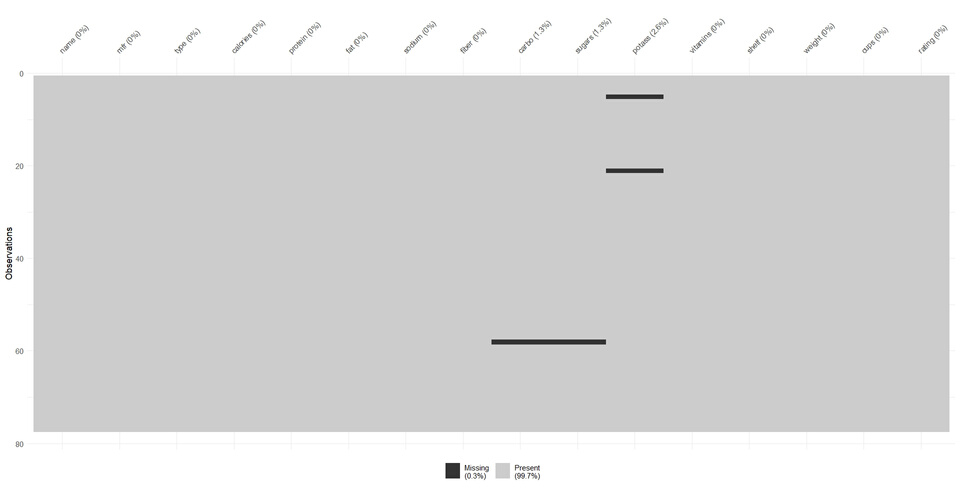 name (0%)
mfr (0%)
type (0%)
calories (0%)
protein (0%)
fat (0%)
sodium (0%)
fiber (0%)
carbo (1.3%)
sugars (1.3%)
potass (2.6%)
vitamins (0%)
shelf (0%)
weight (0%)
cups (0%)
rating (0%)
0
20
40
60
80
Observations
Missing
(0.3%)
Present
(99.7%)